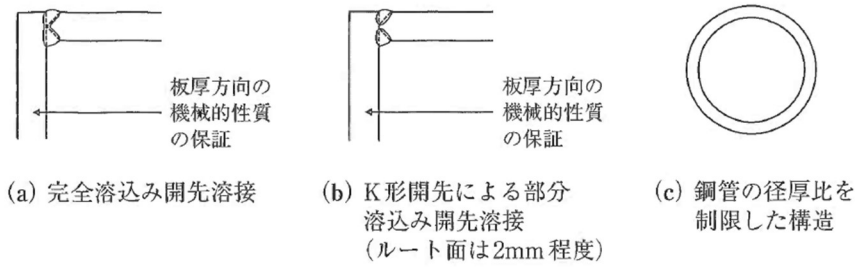 板厚方向の
機械的性質
の保証
板厚方向の
機械的性質
の保証
(a) 完全溶込み開先溶接
(b) K形開先による部分
溶込み開先溶接
(ルート面は2mm程度)
(c) 鋼管の径厚比を
制限した構造